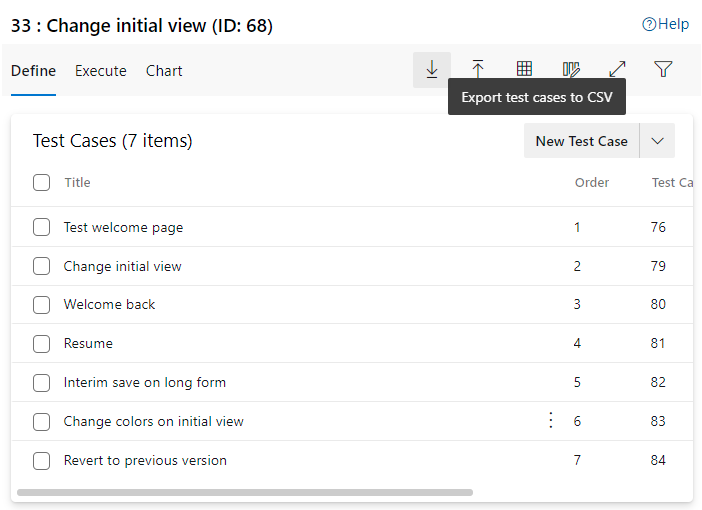 33 : Change initial view (ID: 68)
Help
Define Execute Chart
Export test cases to CSV
Test Cases (7 items)
New Test Case
Title Order Test Ca
Test welcome page 1 76
Change initial view 2 79
Welcome back 3 80
Resume 4 81
Interim save on long form 5 82
Change colors on initial view 6 83
Revert to previous version 7 84